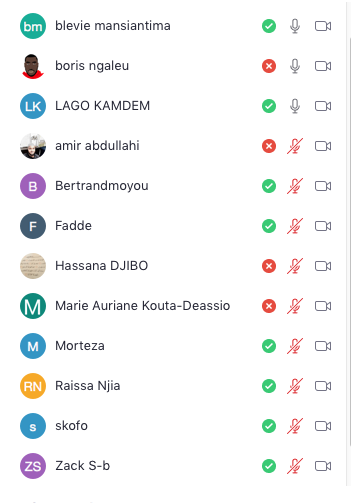 bm blevie mansiantima
boris ngaleu
LK LAGO KAMDEM
amir abdullahi
B Bertrandmoyou
F Fadde
Hassana DJIBO
M Marie Auriane Kouta-Deassio
M Morteza
RN Raissa Njia
s skofo
ZS Zack S-b